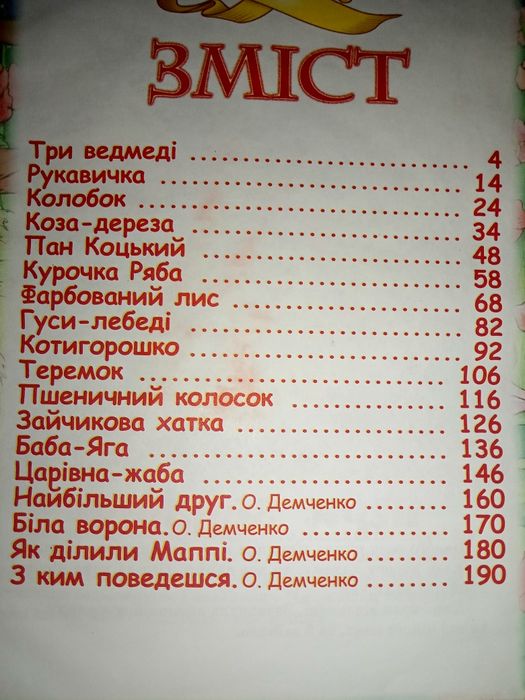 ЗМІСТ
Три ведмеді ........................... 4
Рукавичка ........................... 14
Колобок ........................... 24
Коза-дереза ........................... 34
Пан Коцький ........................... 48
Курочка Ряба ........................... 58
Фарбований лис ........................... 68
Гуси-лебеді ........................... 82
Котигорошко ........................... 92
Теремок ........................... 106
Пшеничний колосок ................. 116
Зайчикова хатка ..................... 126
Баба-Яга ........................... 136
Царівна-жаба ........................ 146
Найбільший друг. О. Демченко ........ 160
Біла ворона. О. Демченко ............... 170
Як ділили Маппі. О. Демченко ........ 180
З ким поведешся. О. Демченко ........ 190